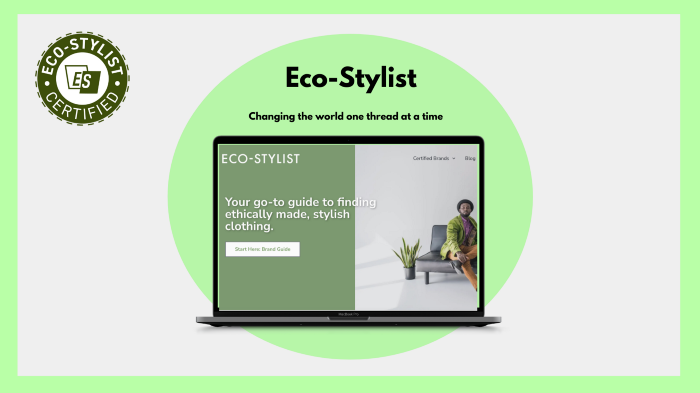 ECO-STYLIST
ES
CERTIFIED
Eco-Stylist
Changing the world one thread at a time
ECO-STYLIST
Certified Brands
Blog
Your go-to guide to finding
ethically made, stylish
clothing.
Start Here: Brand Guide
MacBook Pro